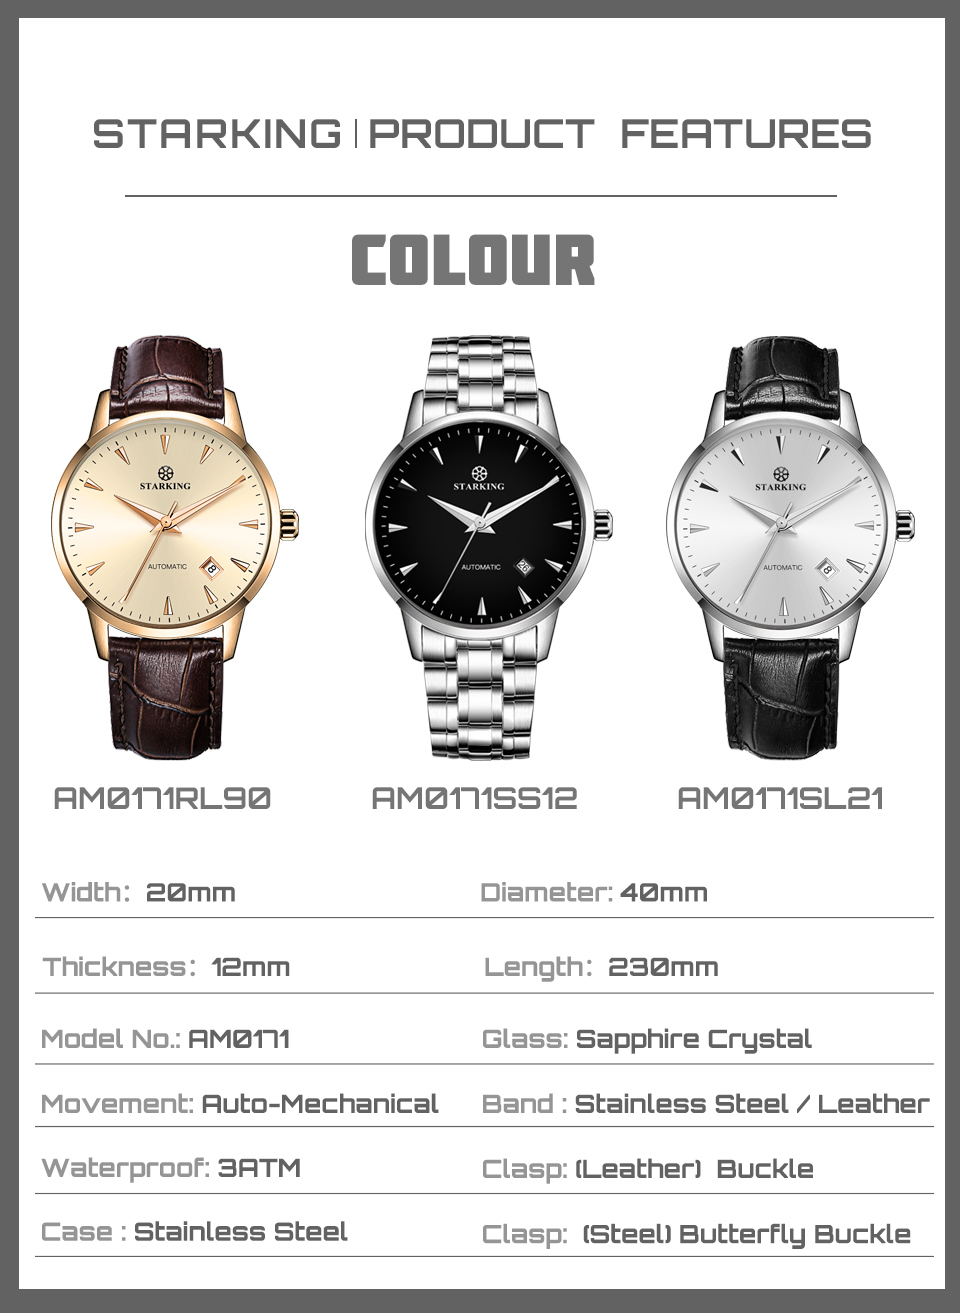 STARKING | PRODUCT FEATURES
COLOUR
STARKING
AUTOMATIC
8
STARKING
AUTOMATIC
STARKING
AUTOMATIC
8
AM0171RL90
AM0171SS12
AM0171SL21
Width: 20mm
Diameter: 40mm
Thickness: 12mm
Length: 230mm
Model No.: AM0171
Glass: Sapphire Crystal
Movement: Auto-Mechanical
Band : Stainless Steel / Leather
Waterproof: 3ATM
Clasp: (Leather) Buckle
Case : Stainless Steel
Clasp: (Steel) Butterfly Buckle